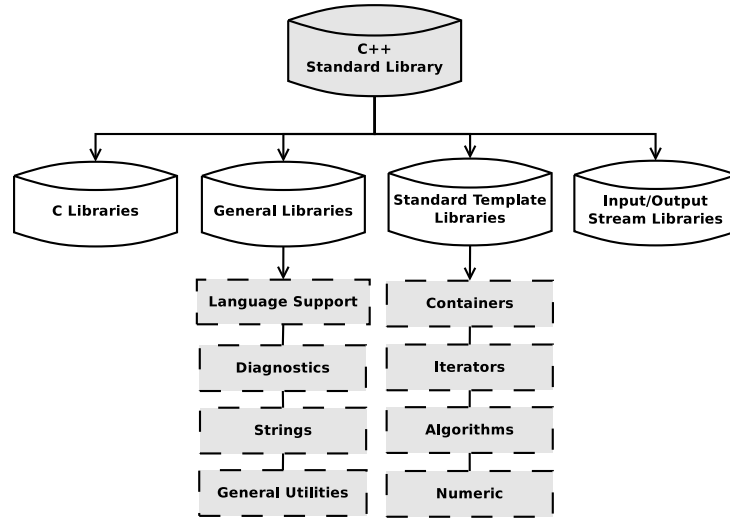 C++
Standard Library
C Libraries
General Libraries
Standard Template
Libraries
Input/Output
Stream Libraries
Language Support
Containers
Diagnostics
Iterators
Strings
Algorithms
General Utilities
Numeric